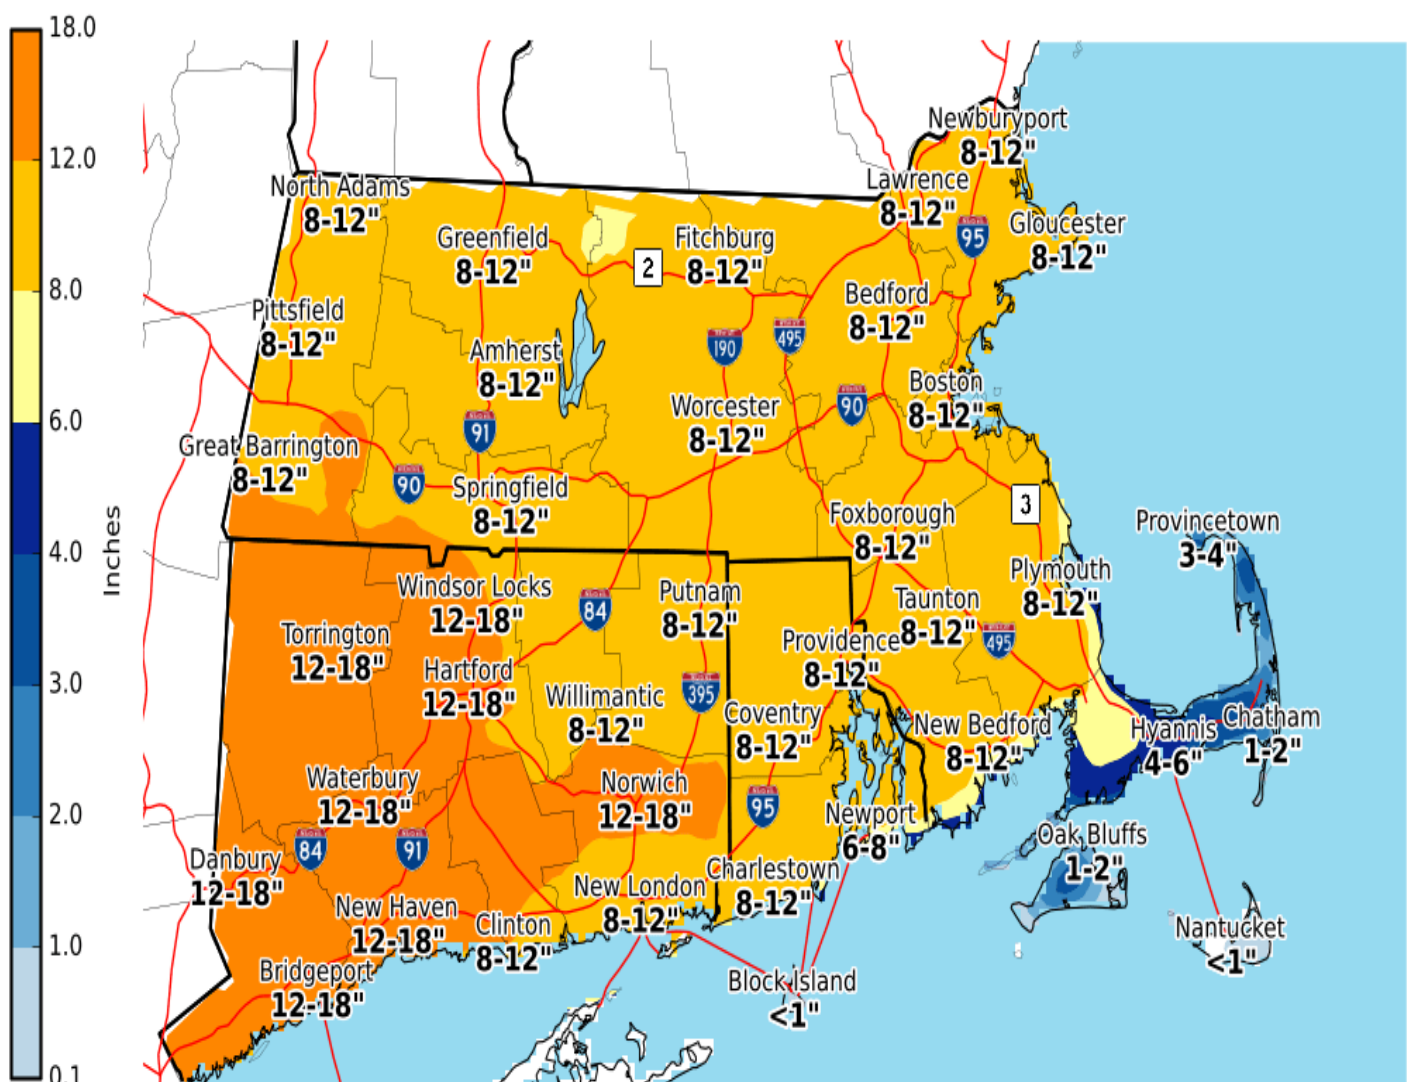 18.0
12.0
8.0
6.0
4.0
3.0
2.0
1.0
0.1
Inches
Newburyport
8-12"
North Adams
8-12"
Lawrence
8-12"
95
Gloucester
8-12"
Greenfield
8-12"
2
Fitchburg
8-12"
Pittsfield
8-12"
Bedford
8-12"
190
495
Amherst
8-12"
Boston
8-12"
Worcester
8-12"
90
91
Great Barrington
8-12"
90
Springfield
8-12"
3
Foxborough
8-12"
Provincetown
3-4"
Windsor Locks
12-18"
84
Putnam
8-12"
Plymouth
8-12"
Taunton
8-12"
495
Torrington
12-18"
Providence
8-12"
Hartford
12-18"
395
Willimantic
8-12"
Coventry
8-12"
New Bedford
8-12"
Hyannis
4-6"
Chatham
1-2"
Waterbury
12-18"
Norwich
12-18"
95
Newport
6-8"
Oak Bluffs
1-2"
84
91
Danbury
12-18"
Charlestown
8-12"
New London
8-12"
New Haven
12-18"
Clinton
8-12"
Nantucket
<1"
Bridgeport
12-18"
Block Island
<1"